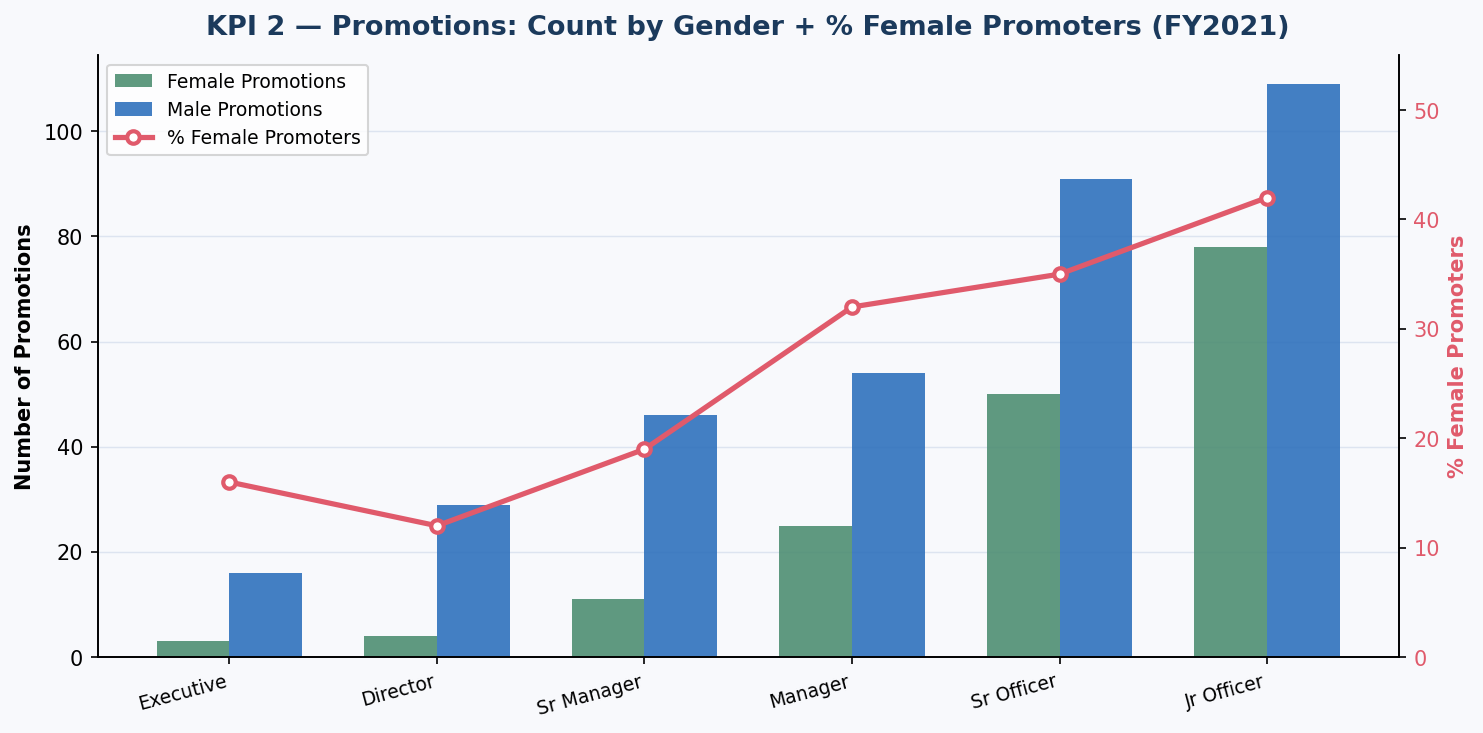 KPI 2 — Promotions: Count by Gender + % Female Promoters (FY2021)
Female Promotions
Male Promotions
% Female Promoters
Number of Promotions
100
80
60
40
20
0
50
40
30
20
10
0
% Female Promoters
Executive
Director
Sr Manager
Manager
Sr Officer
Jr Officer